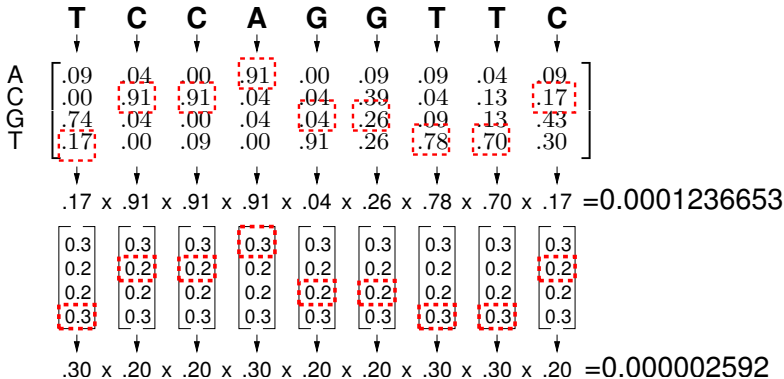 T C C A G G T T C
A .09 .04 .00 .91 .00 .09 .09 .04 .09
C .00 .91 .91 .04 .04 .39 .04 .13 .17
G .74 .04 .00 .04 .04 .26 .09 .13 .43
T .17 .00 .09 .00 .91 .26 .78 .70 .30
.17 x .91 x .91 x .91 x .04 x .26 x .78 x .70 x .17 =0.0001236653
0.3 0.3 0.3 0.3 0.3 0.3 0.3 0.3 0.3
0.2 0.2 0.2 0.2 0.2 0.2 0.2 0.2 0.2
0.2 0.2 0.2 0.2 0.2 0.2 0.2 0.2 0.2
0.3 0.3 0.3 0.3 0.3 0.3 0.3 0.3 0.3
.30 x .20 x .20 x .30 x .20 x .20 x .30 x .30 x .20 =0.000002592